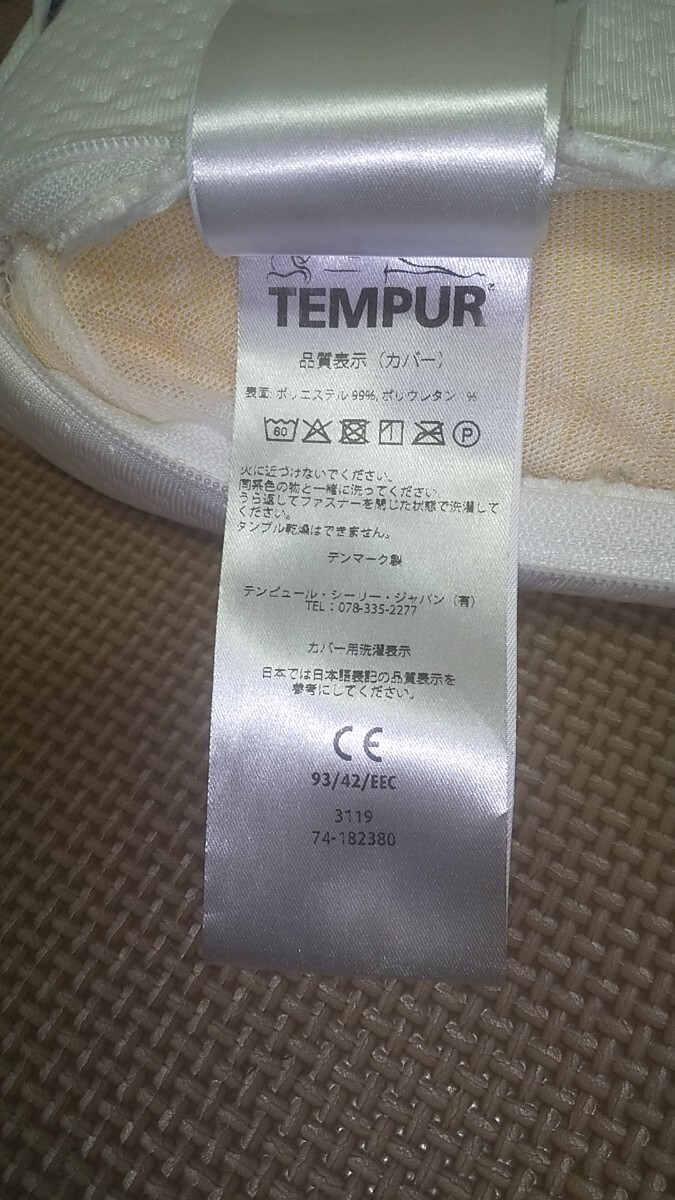 TEMPUR®
品質表示（カバー）
表面: ポリエステル 99%, ポリウレタン %
60 P
火に近づけないでください。
同系色の物と一緒に洗ってください。
うら返してファスナーを閉じた状態で洗濯して
ください。
タンブル乾燥はできません。
デンマーク製
テンピュール・シーリー・ジャパン（有）
TEL：078-335-2277
カバー用洗濯表示
日本では日本語表記の品質表示を
参考にしてください。
CE
93/42/EEC
3119
74-182380